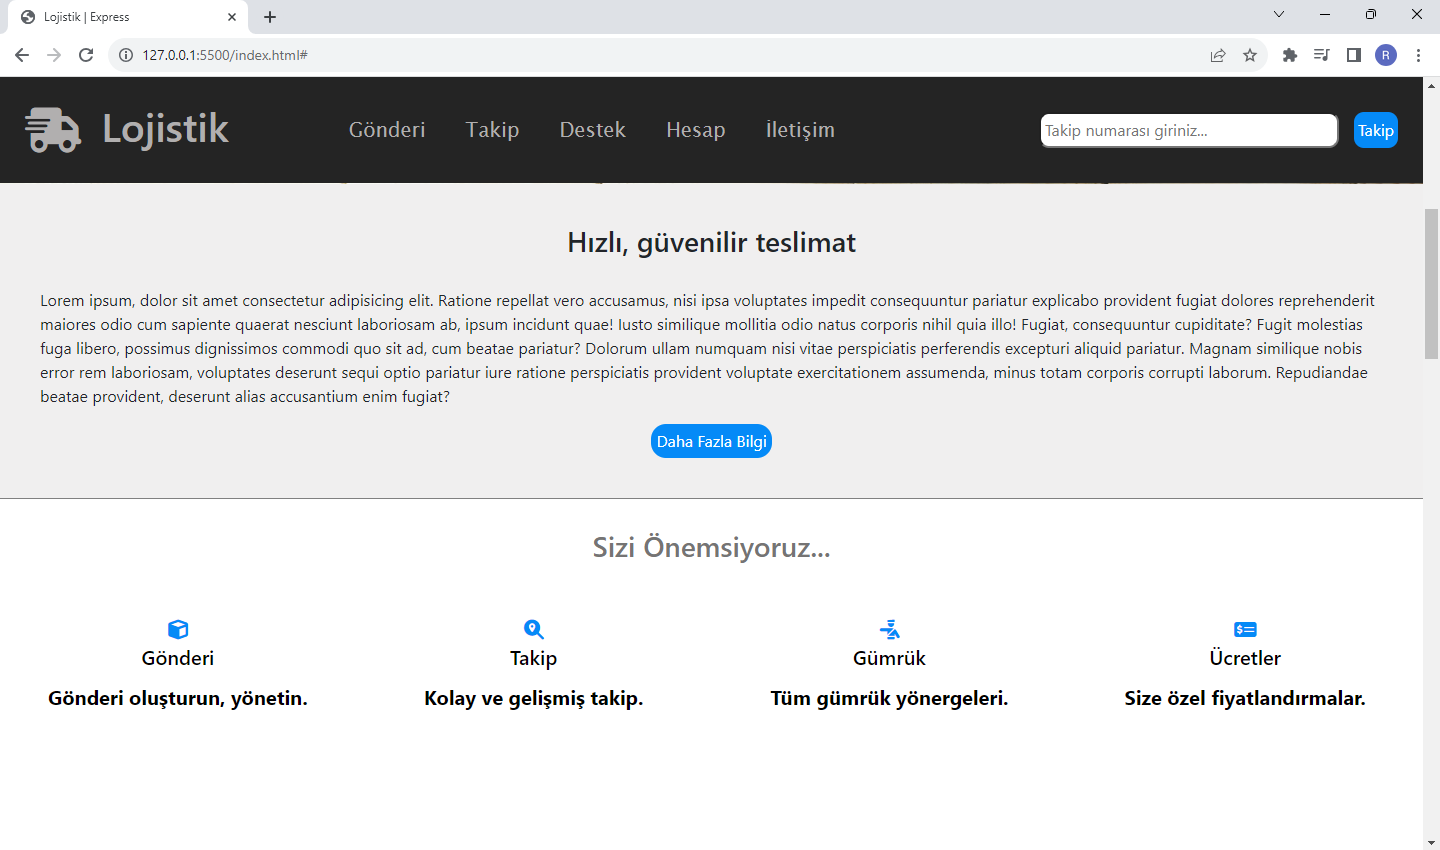 Lojistik | Express
127.0.0.1:5500/index.html#
R
Lojistik
Gönderi Takip Destek Hesap İletişim
Takip numarası giriniz...
Takip
Hızlı, güvenilir teslimat
Lorem ipsum, dolor sit amet consectetur adipisicing elit. Ratione repellat vero accusamus, nisi ipsa voluptates impedit consequuntur pariatur explicabo provident fugiat dolores reprehenderit
maiores odio cum sapiente quaerat nesciunt laboriosam ab, ipsum incidunt quae! Iusto similique mollitia odio natus corporis nihil quia illo! Fugiat, consequuntur cupiditate? Fugit molestias
fuga libero, possimus dignissimos commodi quo sit ad, cum beatae pariatur? Dolorum ullam numquam nisi vitae perspiciatis perferendis excepturi aliquid pariatur. Magnam similique nobis
error rem laboriosam, voluptates deserunt sequi optio pariatur iure ratione perspiciatis provident voluptate exercitationem assumenda, minus totam corporis corrupti laborum. Repudiandae
beatae provident, deserunt alias accusantium enim fugiat?
Daha Fazla Bilgi
Sizi Önemsiyoruz...
Gönderi
Gönderi oluşturun, yönetin.
Takip
Kolay ve gelişmiş takip.
Gümrük
Tüm gümrük yönergeleri.
Ücretler
Size özel fiyatlandırmalar.